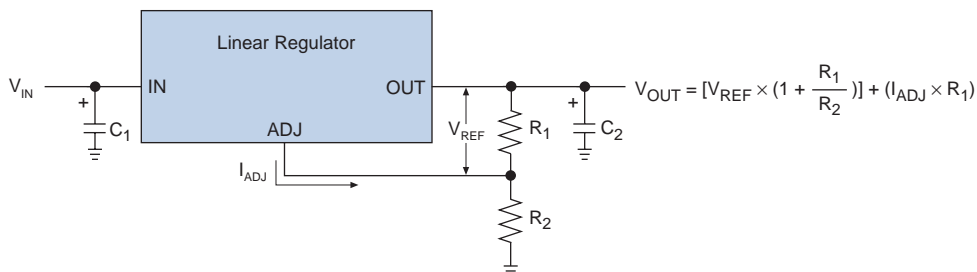 Linear Regulator
V_IN
IN
OUT
V_OUT = [V_REF × (1 + R_1/R_2)] + (I_ADJ × R_1)
+
C_1
ADJ
V_REF
R_1
+
C_2
I_ADJ
R_2